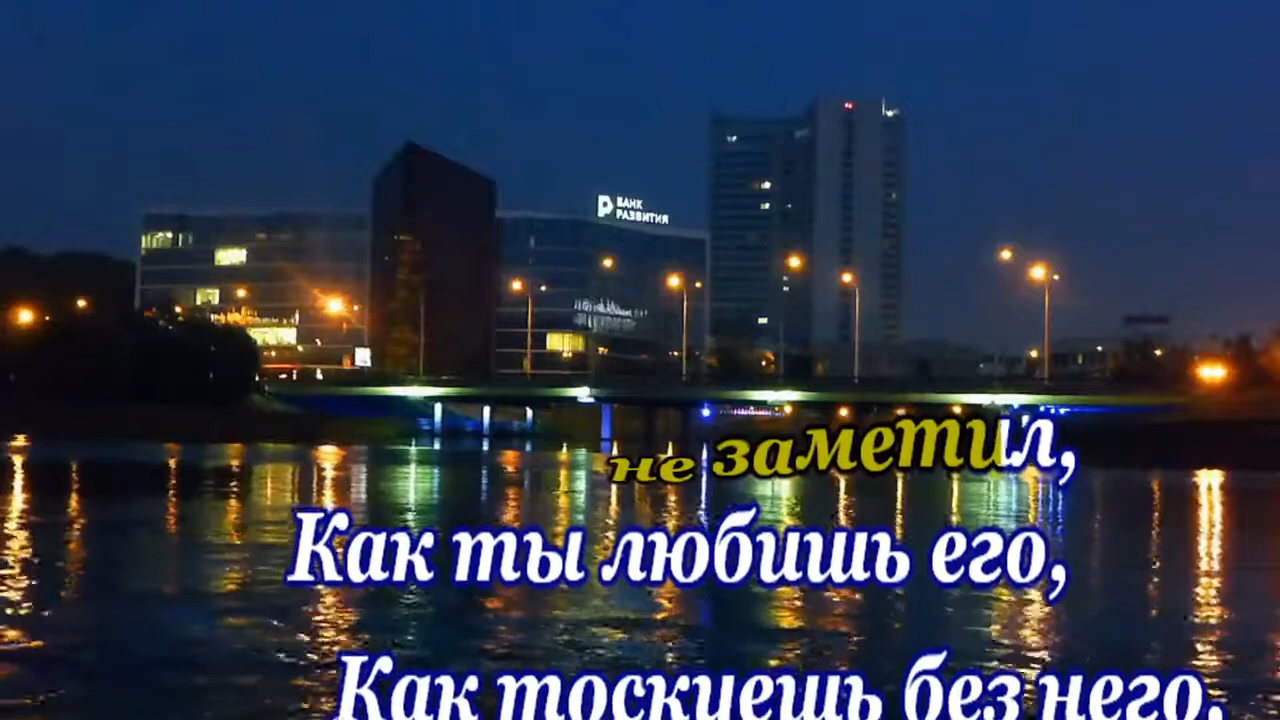 БАНК
РАЗВИТИЯ
не заметил,
Как ты любишь его,
Как тоскуешь без него,